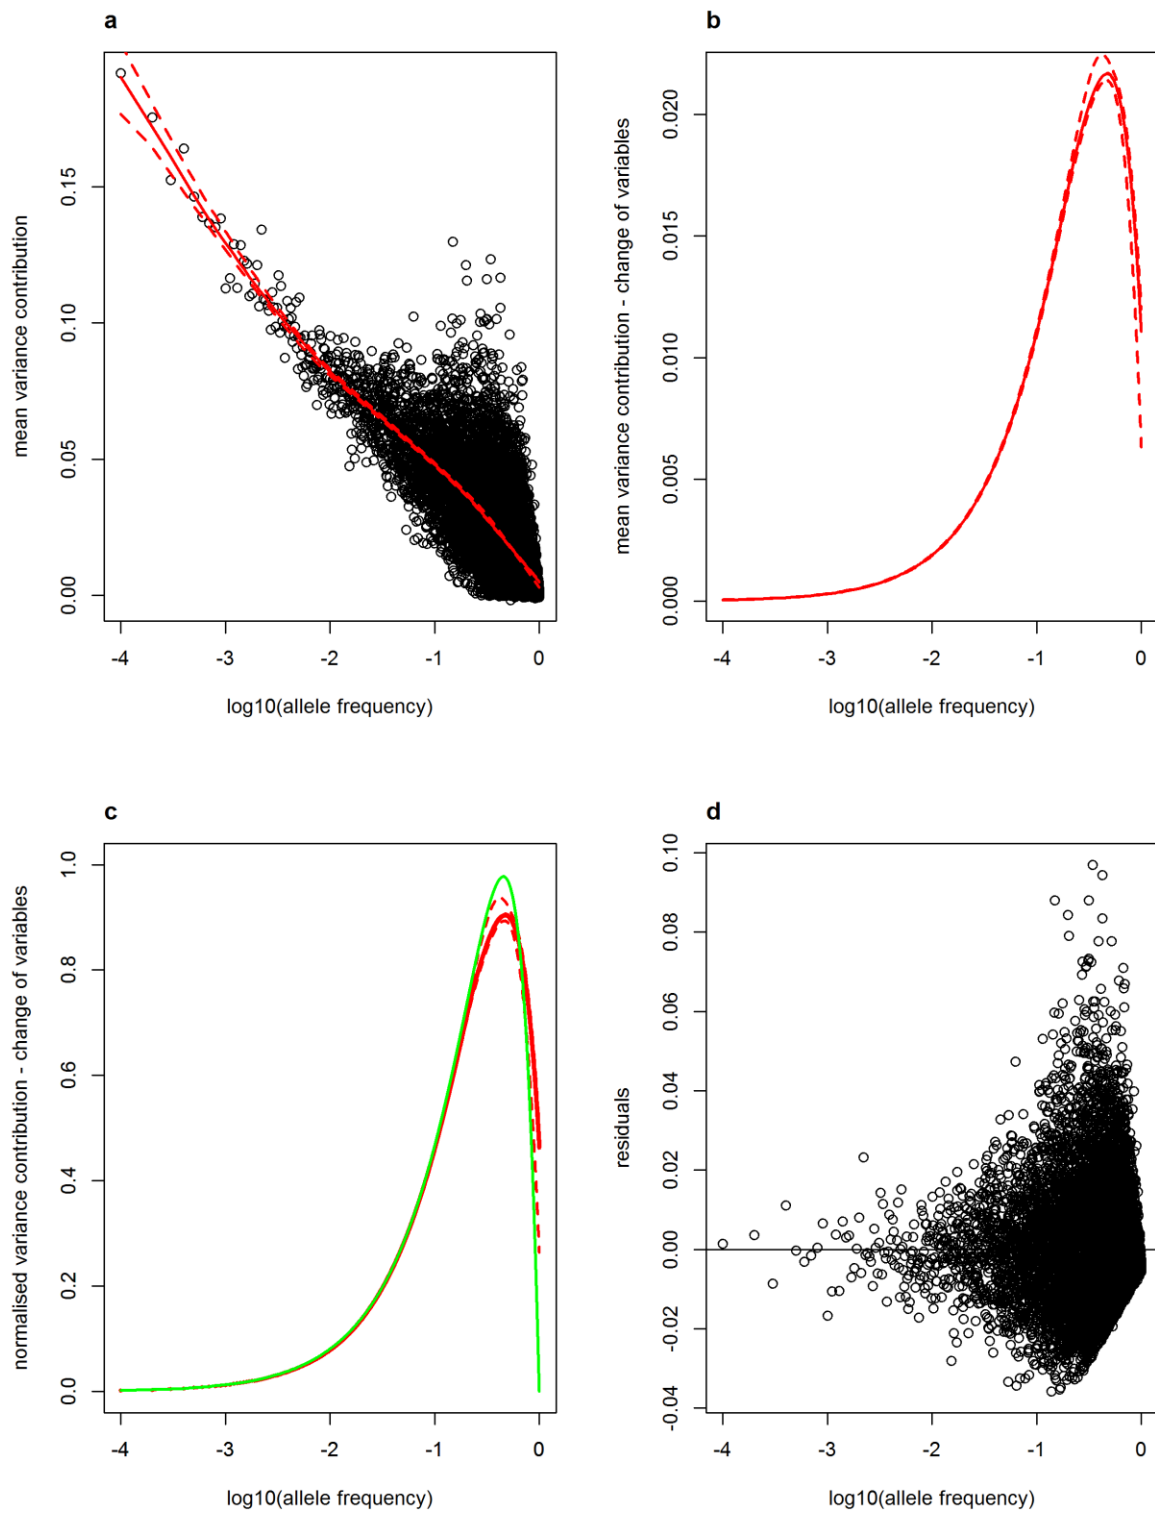 a
mean variance contribution
0.00
0.05
0.10
0.15
-4 -3 -2 -1 0
log10(allele frequency)
b
mean variance contribution - change of variables
0.000
0.005
0.010
0.015
0.020
-4 -3 -2 -1 0
log10(allele frequency)
c
normalised variance contribution - change of variables
0.0
0.2
0.4
0.6
0.8
1.0
-4 -3 -2 -1 0
log10(allele frequency)
d
residuals
-0.04
-0.02
0.00
0.02
0.04
0.06
0.08
0.10
-4 -3 -2 -1 0
log10(allele frequency)